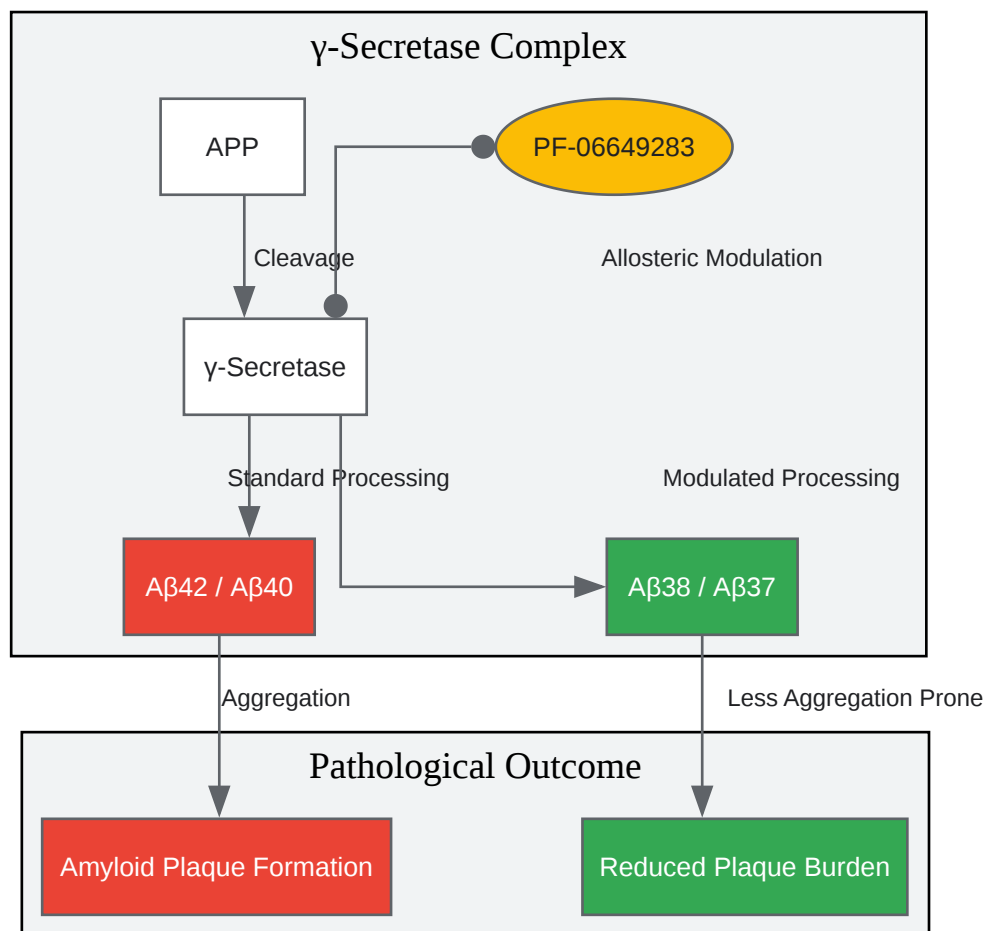 γ-Secretase Complex
APP
PF-06649283
Cleavage
Allosteric Modulation
γ-Secretase
Standard Processing
Modulated Processing
Aβ42 / Aβ40
Aβ38 / Aβ37
Aggregation
Less Aggregation Prone
Pathological Outcome
Amyloid Plaque Formation
Reduced Plaque Burden